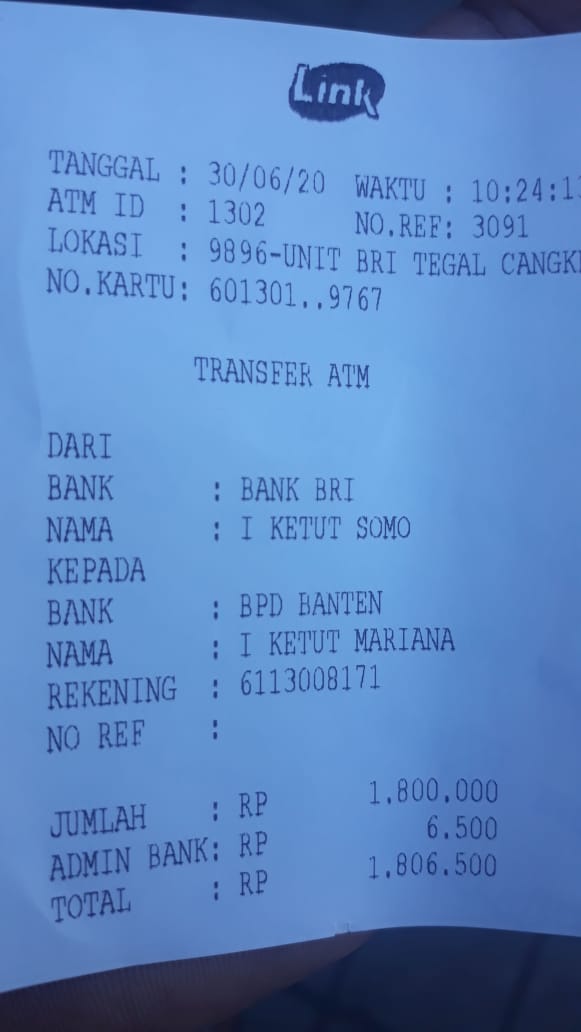 Link
TANGGAL : 30/06/20 WAKTU : 10:24:1
ATM ID : 1302 NO.REF: 3091
LOKASI : 9896-UNIT BRI TEGAL CANGK
NO.KARTU: 601301..9767
TRANSFER ATM
DARI
BANK : BANK BRI
NAMA : I KETUT SOMO
KEPADA
BANK : BPD BANTEN
NAMA : I KETUT MARIANA
REKENING : 6113008171
NO REF :
JUMLAH : RP 1.800.000
ADMIN BANK: RP 6.500
TOTAL : RP 1.806.500